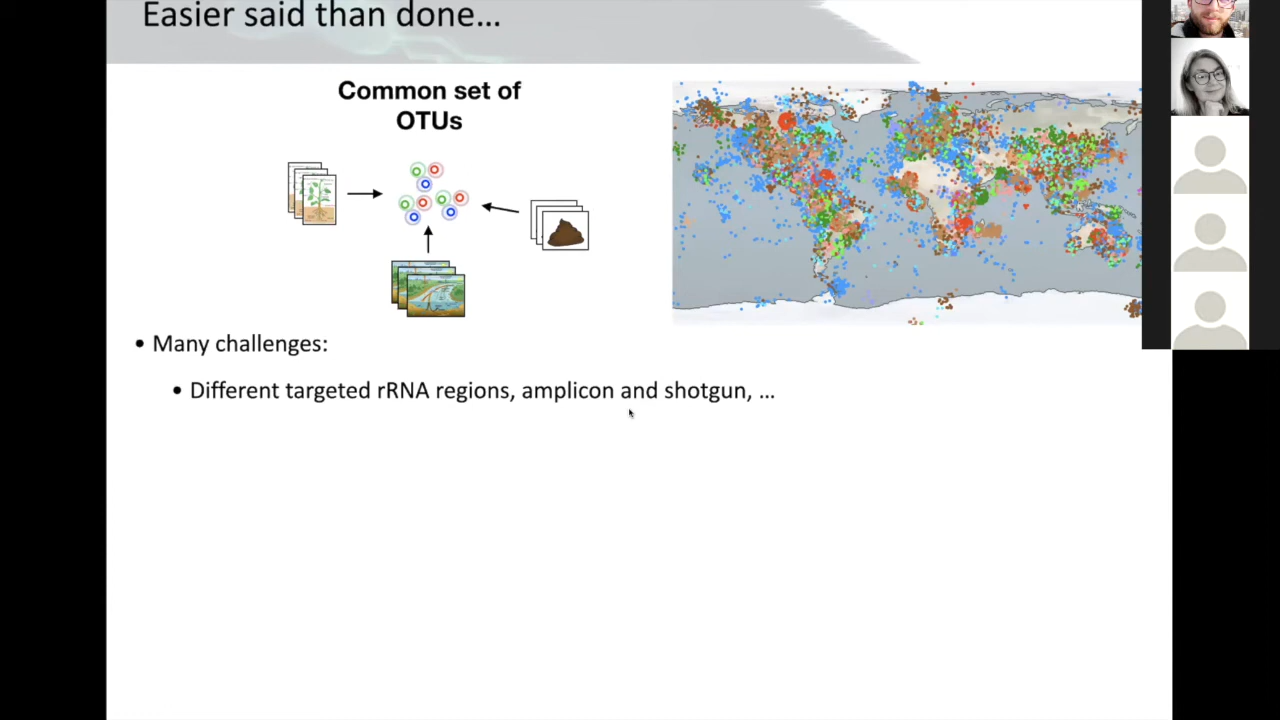 Easier said than done...
Common set of
OTUs
• Many challenges:
• Different targeted rRNA regions, amplicon and shotgun, ...